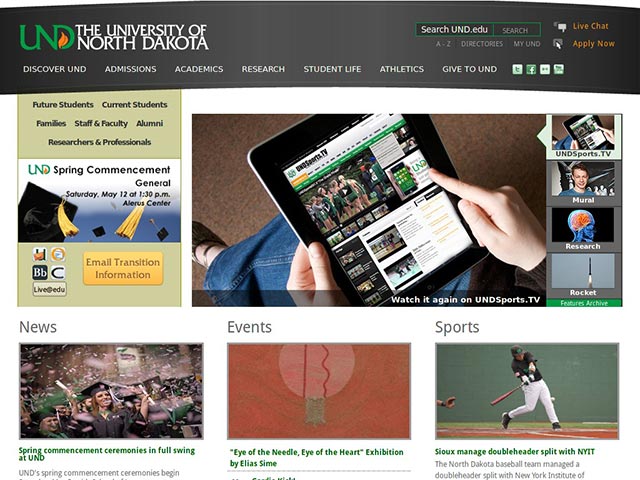 UND THE UNIVERSITY OF
NORTH DAKOTA
Search UND.edu SEARCH
A - Z DIRECTORIES MY UND
Live Chat
Apply Now
DISCOVER UND ADMISSIONS ACADEMICS RESEARCH STUDENT LIFE ATHLETICS GIVE TO UND
Future Students Current Students
Families Staff & Faculty Alumni
Researchers & Professionals
UND Spring Commencement
General
Saturday, May 12 at 1:30 p.m.
Alerus Center
Bb
Live@edu
Email Transition
Information
UNDSports.TV
UND
Watch it again on UNDSports.TV
UNDSports.TV
Mural
Research
Rocket
Features Archive
News
Spring commencement ceremonies in full swing
at UND
UND's spring commencement ceremonies begin
Events
"Eye of the Needle, Eye of the Heart" Exhibition
by Elias Sime
Sports
Sioux manage doubleheader split with NYIT
The North Dakota baseball team managed a
doubleheader split with New York Institute of